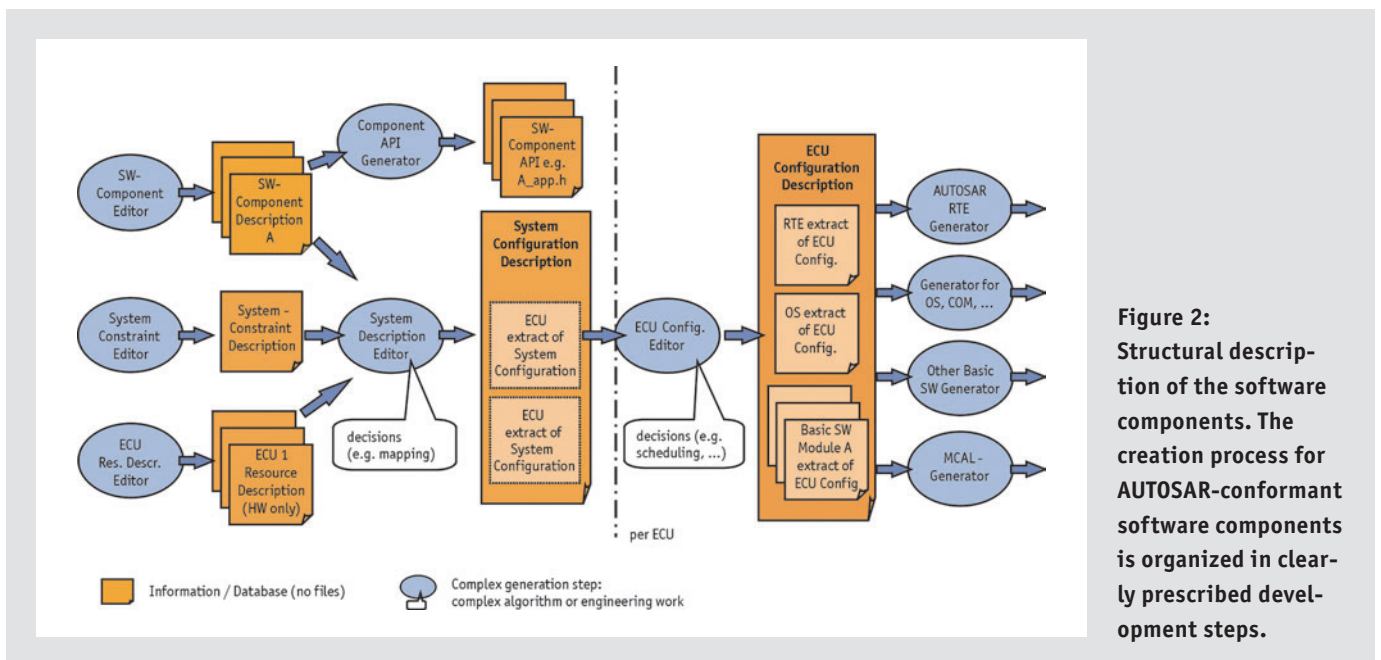 SW-
Component
Editor
SW-
Component
Description
A
Component
API
Generator
SW-
Component
API e.g.
A_app.h
System
Constraint
Editor
System -
Constraint
Description
System
Description
Editor
decisions
(e.g. mapping)
ECU
Res. Descr.
Editor
ECU 1
Resource
Description
(HW only)
System
Configuration
Description
ECU
extract of
System
Configuration
ECU
extract of
System
Configuration
per ECU
ECU Config.
Editor
decisions (e.g.
scheduling, ...)
ECU
Configuration
Description
RTE extract
of ECU
Config.
OS extract
of ECU
Config.
Basic SW
Module A
extract of
ECU Config
AUTOSAR
RTE
Generator
Generator for
OS, COM, ...
Other Basic
SW Generator
MCAL-
Generator
Information / Database (no files)
Complex generation step:
complex algorithm or engineering work
Figure 2:
Structural descrip-
tion of the software
components. The
creation process for
AUTOSAR-conformant
software components
is organized in clear-
ly prescribed devel-
opment steps.